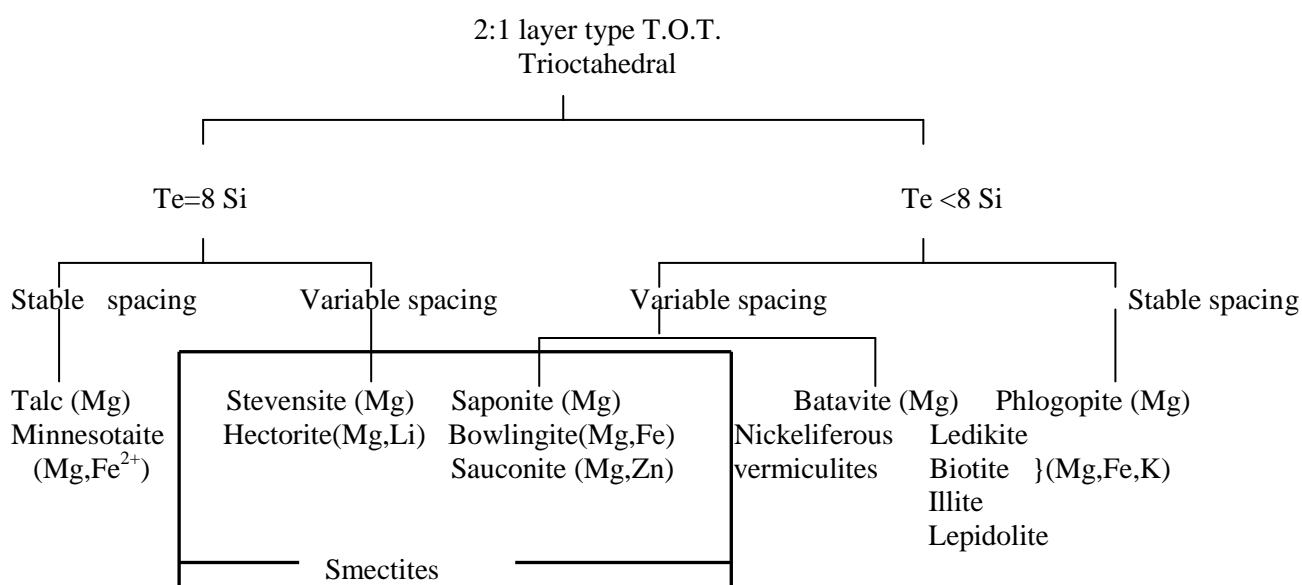 2:1 layer type T.O.T.
Trioctahedral
Te=8 Si Te <8 Si
Stable spacing Variable spacing Variable spacing Stable spacing
Talc (Mg) Stevensite (Mg) Saponite (Mg) Batavite (Mg) Phlogopite (Mg)
Minnesotaite Hectorite(Mg,Li) Bowlingite(Mg,Fe) Nickeliferous Ledikite
(Mg,Fe²⁺) Sauconite (Mg,Zn) vermiculites Biotite }(Mg,Fe,K)
Illite
Lepidolite
Smectites